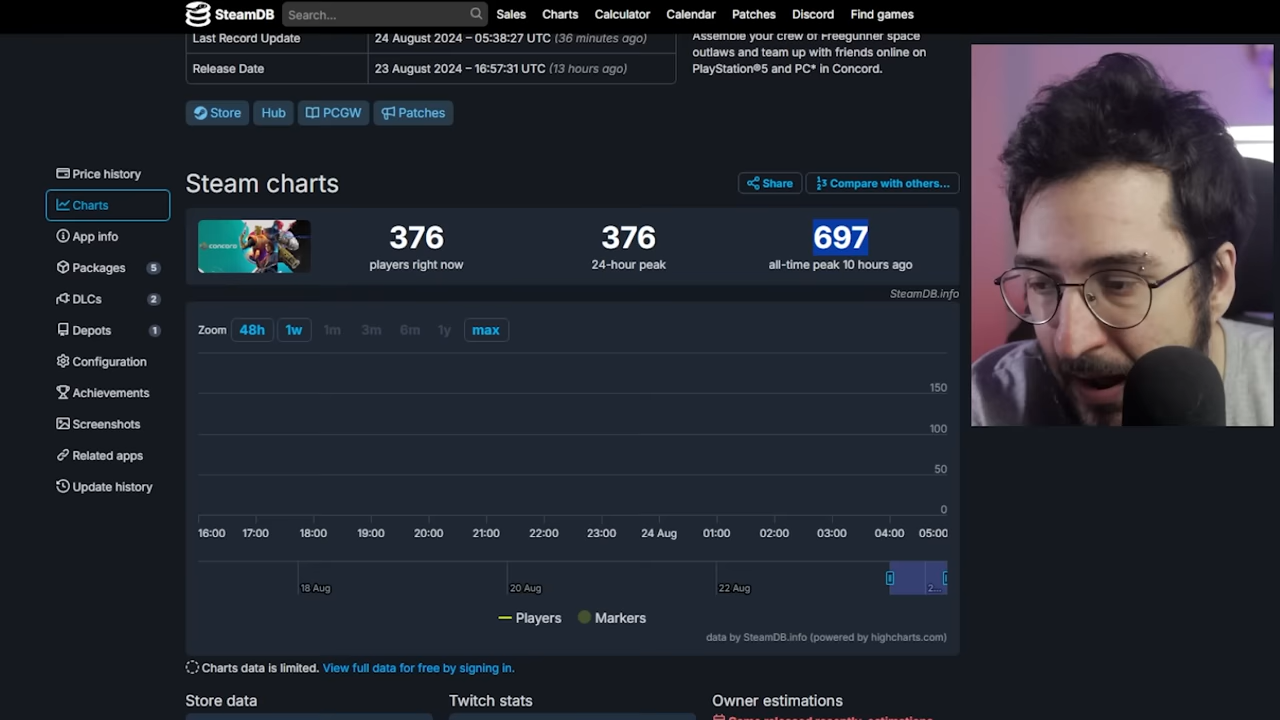 SteamDB Search... Sales Charts Calculator Calendar Patches Discord Find games
Last Record Update 24 August 2024 – 05:38:27 UTC (36 minutes ago)
Release Date 23 August 2024 – 16:57:31 UTC (13 hours ago)
Assemble your crew of Freegunner space
outlaws and team up with friends online on
PlayStation®5 and PC* in Concord.
Store Hub PCGW Patches
Price history
Charts
App info
Packages 5
DLCs 2
Depots 1
Configuration
Achievements
Screenshots
Related apps
Update history
Steam charts
Share Compare with others...
CONCORD
376 376 697
players right now 24-hour peak all-time peak 10 hours ago
SteamDB.info
Zoom 48h 1w 1m 3m 6m 1y max
150
100
50
0
16:00 17:00 18:00 19:00 20:00 21:00 22:00 23:00 24 Aug 01:00 02:00 03:00 04:00 05:00
18 Aug 20 Aug 22 Aug 2...
Players Markers
data by SteamDB.info (powered by highcharts.com)
Charts data is limited. View full data for free by signing in.
Store data Twitch stats Owner estimations